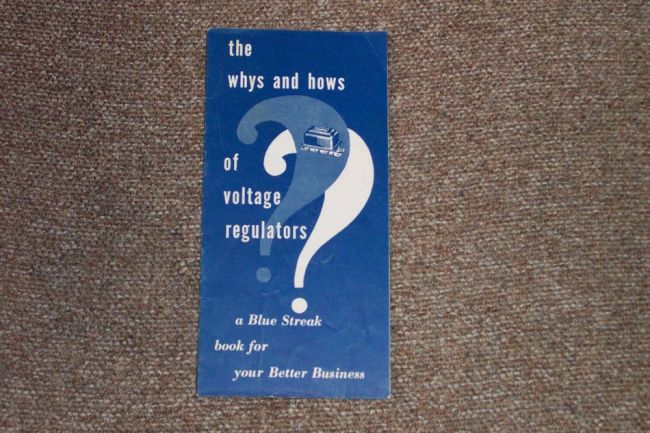 the
whys and hows
of
voltage
regulators
a Blue Streak
book for
your Better Business